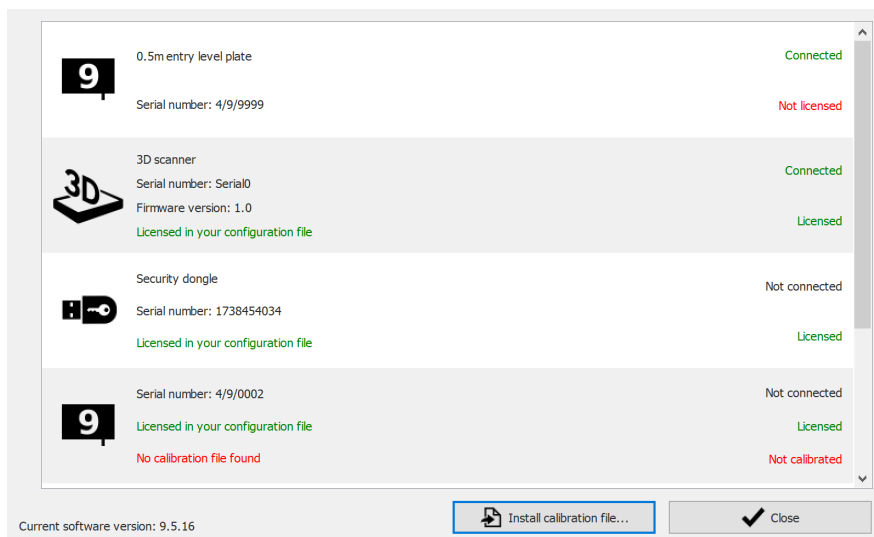 9
0.5m entry level plate
Connected
Serial number: 4/9/9999
Not licensed
3D
3D scanner
Serial number: Serial0
Connected
Firmware version: 1.0
Licensed
Licensed in your configuration file
Security dongle
Not connected
Serial number: 1738454034
Licensed in your configuration file
Licensed
9
Serial number: 4/9/0002
Not connected
Licensed in your configuration file
Licensed
No calibration file found
Not calibrated
Current software version: 9.5.16
Install calibration file...
Close